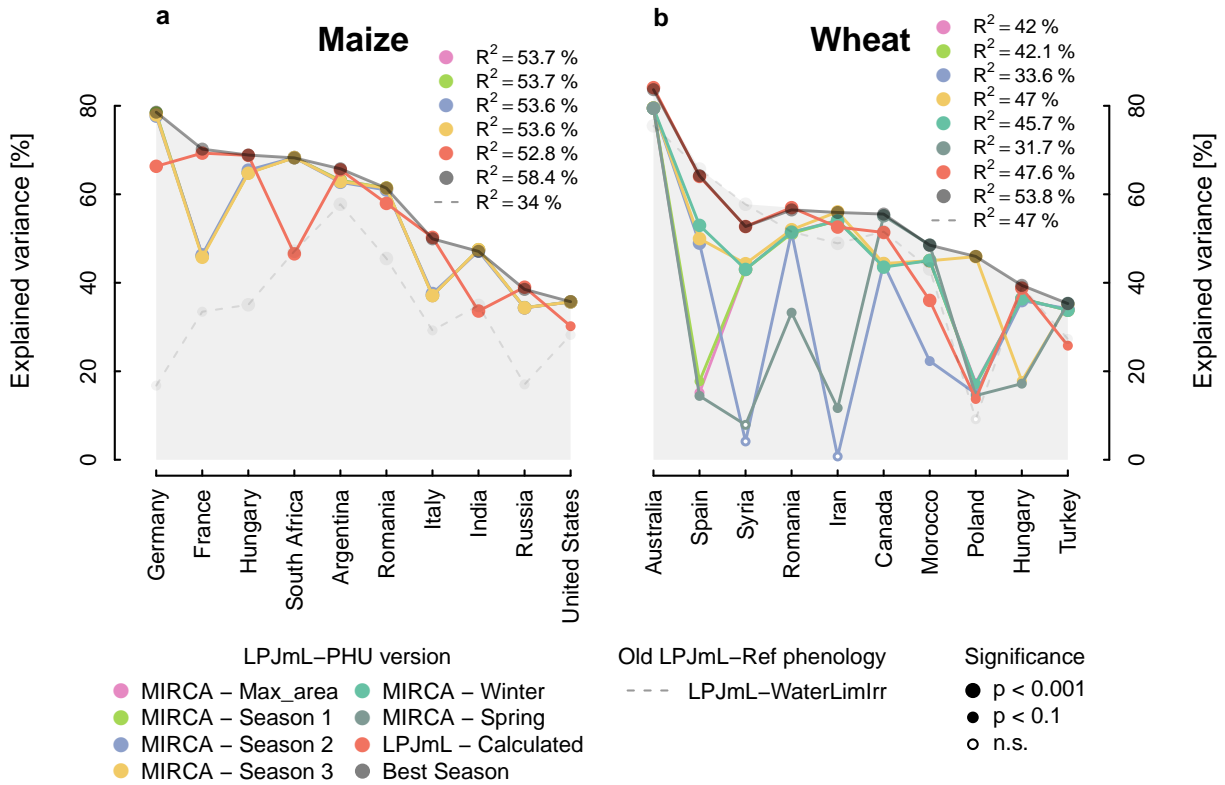 a
Maize
R² = 53.7 %
R² = 53.7 %
R² = 53.6 %
R² = 53.6 %
R² = 52.8 %
R² = 58.4 %
R² = 34 %
Explained variance [%]
80
60
40
20
0
Germany
France
Hungary
South Africa
Argentina
Romania
Italy
India
Russia
United States
b
Wheat
R² = 42 %
R² = 42.1 %
R² = 33.6 %
R² = 47 %
R² = 45.7 %
R² = 31.7 %
R² = 47.6 %
R² = 53.8 %
R² = 47 %
80
60
40
20
0
Explained variance [%]
Australia
Spain
Syria
Romania
Iran
Canada
Morocco
Poland
Hungary
Turkey
LPJmL−PHU version
MIRCA − Max_area
MIRCA − Season 1
MIRCA − Season 2
MIRCA − Season 3
MIRCA − Winter
MIRCA − Spring
LPJmL − Calculated
Best Season
Old LPJmL−Ref phenology
LPJmL−WaterLimIrr
Significance
p < 0.001
p < 0.1
n.s.